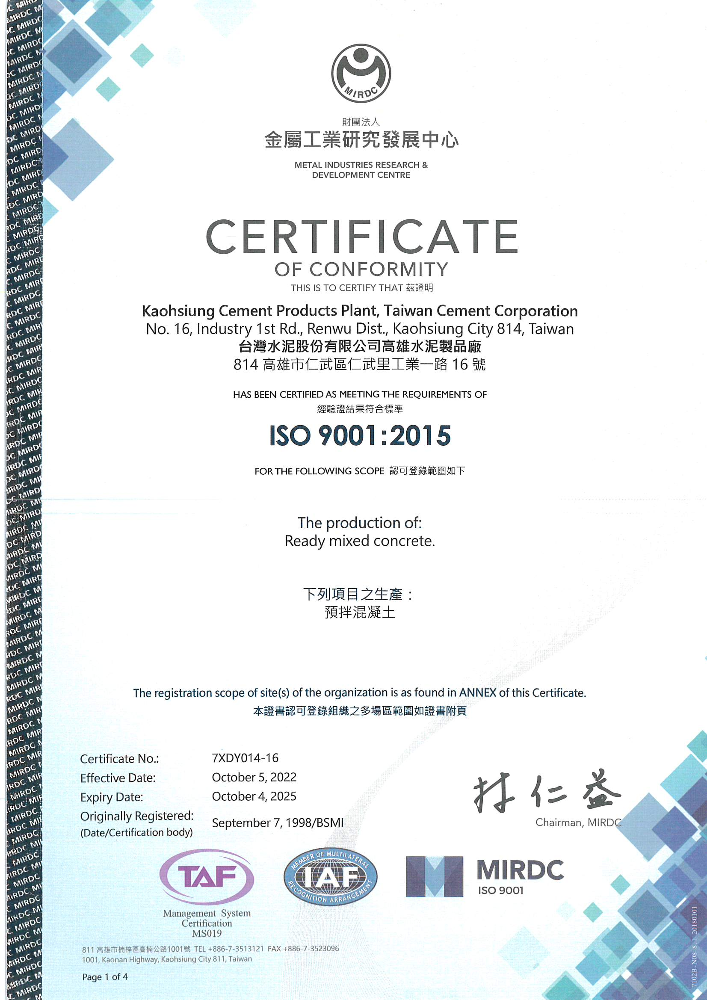 MIRDC
財團法人
金屬工業研究發展中心
METAL INDUSTRIES RESEARCH &
DEVELOPMENT CENTRE
CERTIFICATE
OF CONFORMITY
THIS IS TO CERTIFY THAT 茲證明
Kaohsiung Cement Products Plant, Taiwan Cement Corporation
No. 16, Industry 1st Rd., Renwu Dist., Kaohsiung City 814, Taiwan
台灣水泥股份有限公司高雄水泥製品廠
814 高雄市仁武區仁武里工業一路 16 號
HAS BEEN CERTIFIED AS MEETING THE REQUIREMENTS OF
經驗證結果符合標準
ISO 9001:2015
FOR THE FOLLOWING SCOPE 認可登錄範圍如下
The production of:
Ready mixed concrete.
下列項目之生產：
預拌混凝土
The registration scope of site(s) of the organization is as found in ANNEX of this Certificate.
本證書認可登錄組織之多場區範圍如證書附頁
Certificate No.: 7XDY014-16
Effective Date: October 5, 2022
Expiry Date: October 4, 2025
Originally Registered: September 7, 1998/BSMI
(Date/Certification body)
林仁益
Chairman, MIRDC
TAF
Management System
Certification
MS019
MEMBER OF MULTILATERAL
IAF
RECOGNITION ARRANGEMENT
MIRDC
ISO 9001
811 高雄市楠梓區高楠公路1001號 TEL +886-7-3513121 FAX +886-7-3523096
1001, Kaonan Highway, Kaohsiung City 811, Taiwan
Page 1 of 4
7102B-N08 8.1 20180101